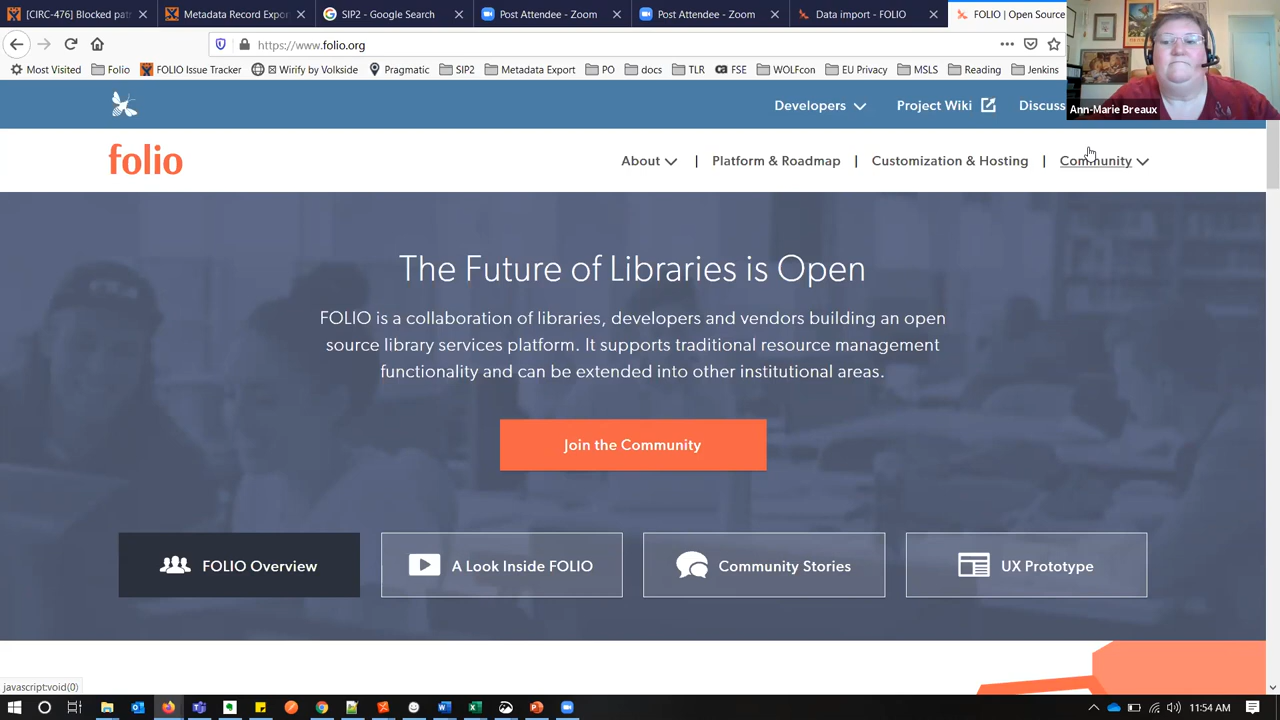 [CIRC-476] Blocked pat
Metadata Record Expor
SIP2 - Google Search
Post Attendee - Zoom
Post Attendee - Zoom
Data import - FOLIO
FOLIO | Open Source
https://www.folio.org
Most Visited
Folio
FOLIO Issue Tracker
Wirify by Volkside
Pragmatic
SIP2
Metadata Export
PO
docs
TLR
FSE
WOLFcon
EU Privacy
MSLS
Reading
Jenkins
Ann-Marie Breaux
Developers
Project Wiki
Discuss
folio
About | Platform & Roadmap | Customization & Hosting | Community
The Future of Libraries is Open
FOLIO is a collaboration of libraries, developers and vendors building an open
source library services platform. It supports traditional resource management
functionality and can be extended into other institutional areas.
Join the Community
FOLIO Overview
A Look Inside FOLIO
Community Stories
UX Prototype
javascript:void(0)
11:54 AM